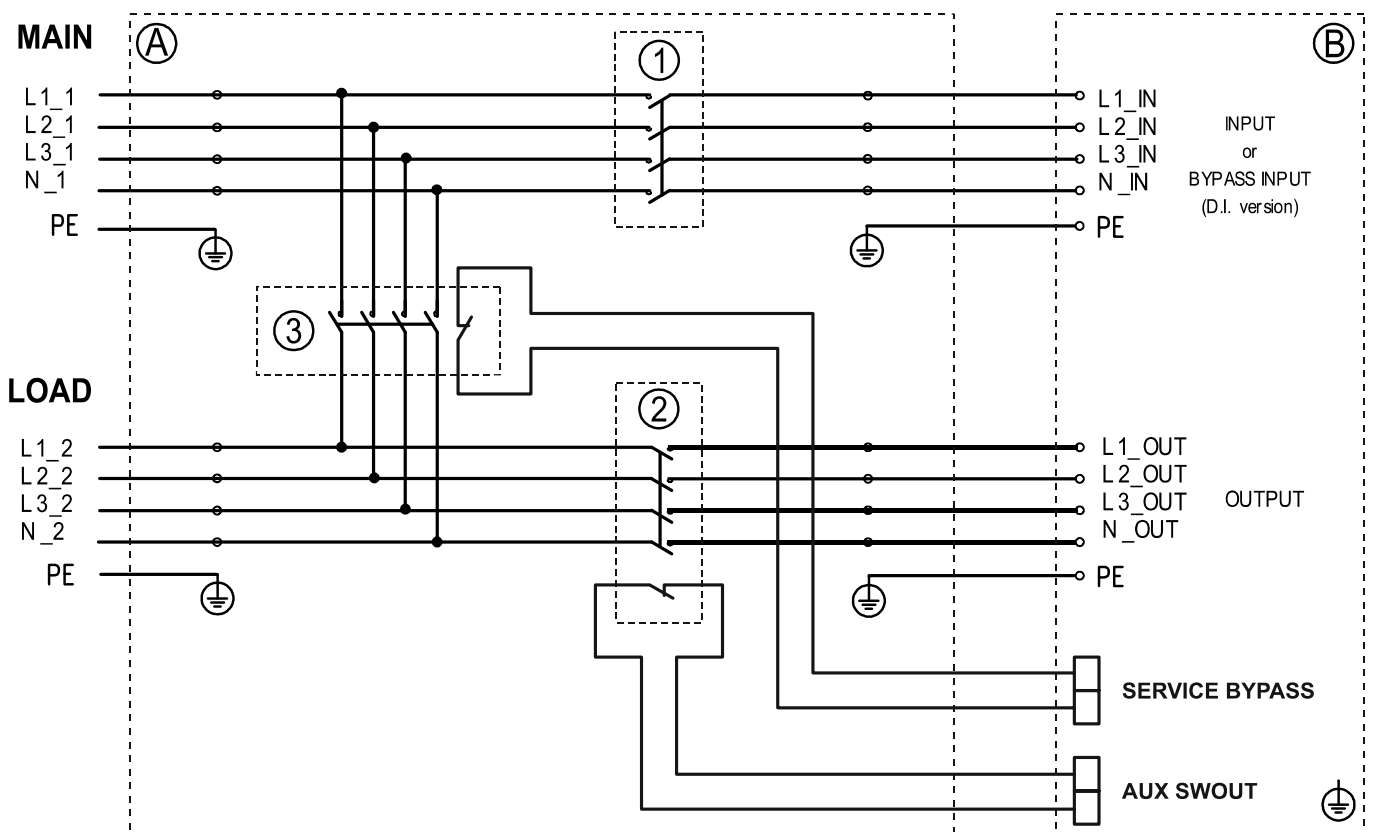 MAIN
A
1
B
L1_1
L1_IN
L2_1
L2_IN
INPUT
L3_1
L3_IN
or
N_1
N_IN
BYPASS INPUT
(D.I. version)
PE
PE
3
LOAD
2
L1_2
L1_OUT
L2_2
L2_OUT
L3_2
L3_OUT
OUTPUT
N_2
N_OUT
PE
PE
SERVICE BYPASS
AUX SWOUT